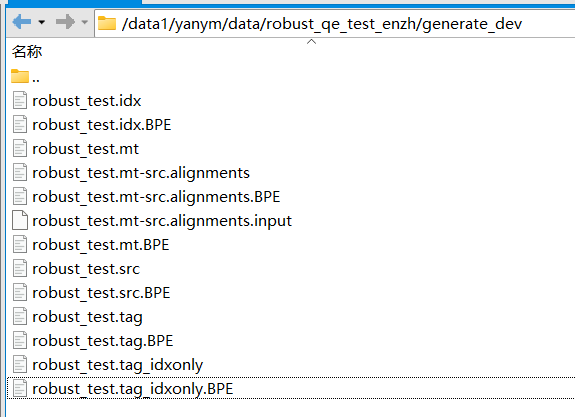 /data1/yanym/data/robust_qe_test_enzh/generate_dev
名称
..
robust_test.idx
robust_test.idx.BPE
robust_test.mt
robust_test.mt-src.alignments
robust_test.mt-src.alignments.BPE
robust_test.mt-src.alignments.input
robust_test.mt.BPE
robust_test.src
robust_test.src.BPE
robust_test.tag
robust_test.tag.BPE
robust_test.tag_idxonly
robust_test.tag_idxonly.BPE